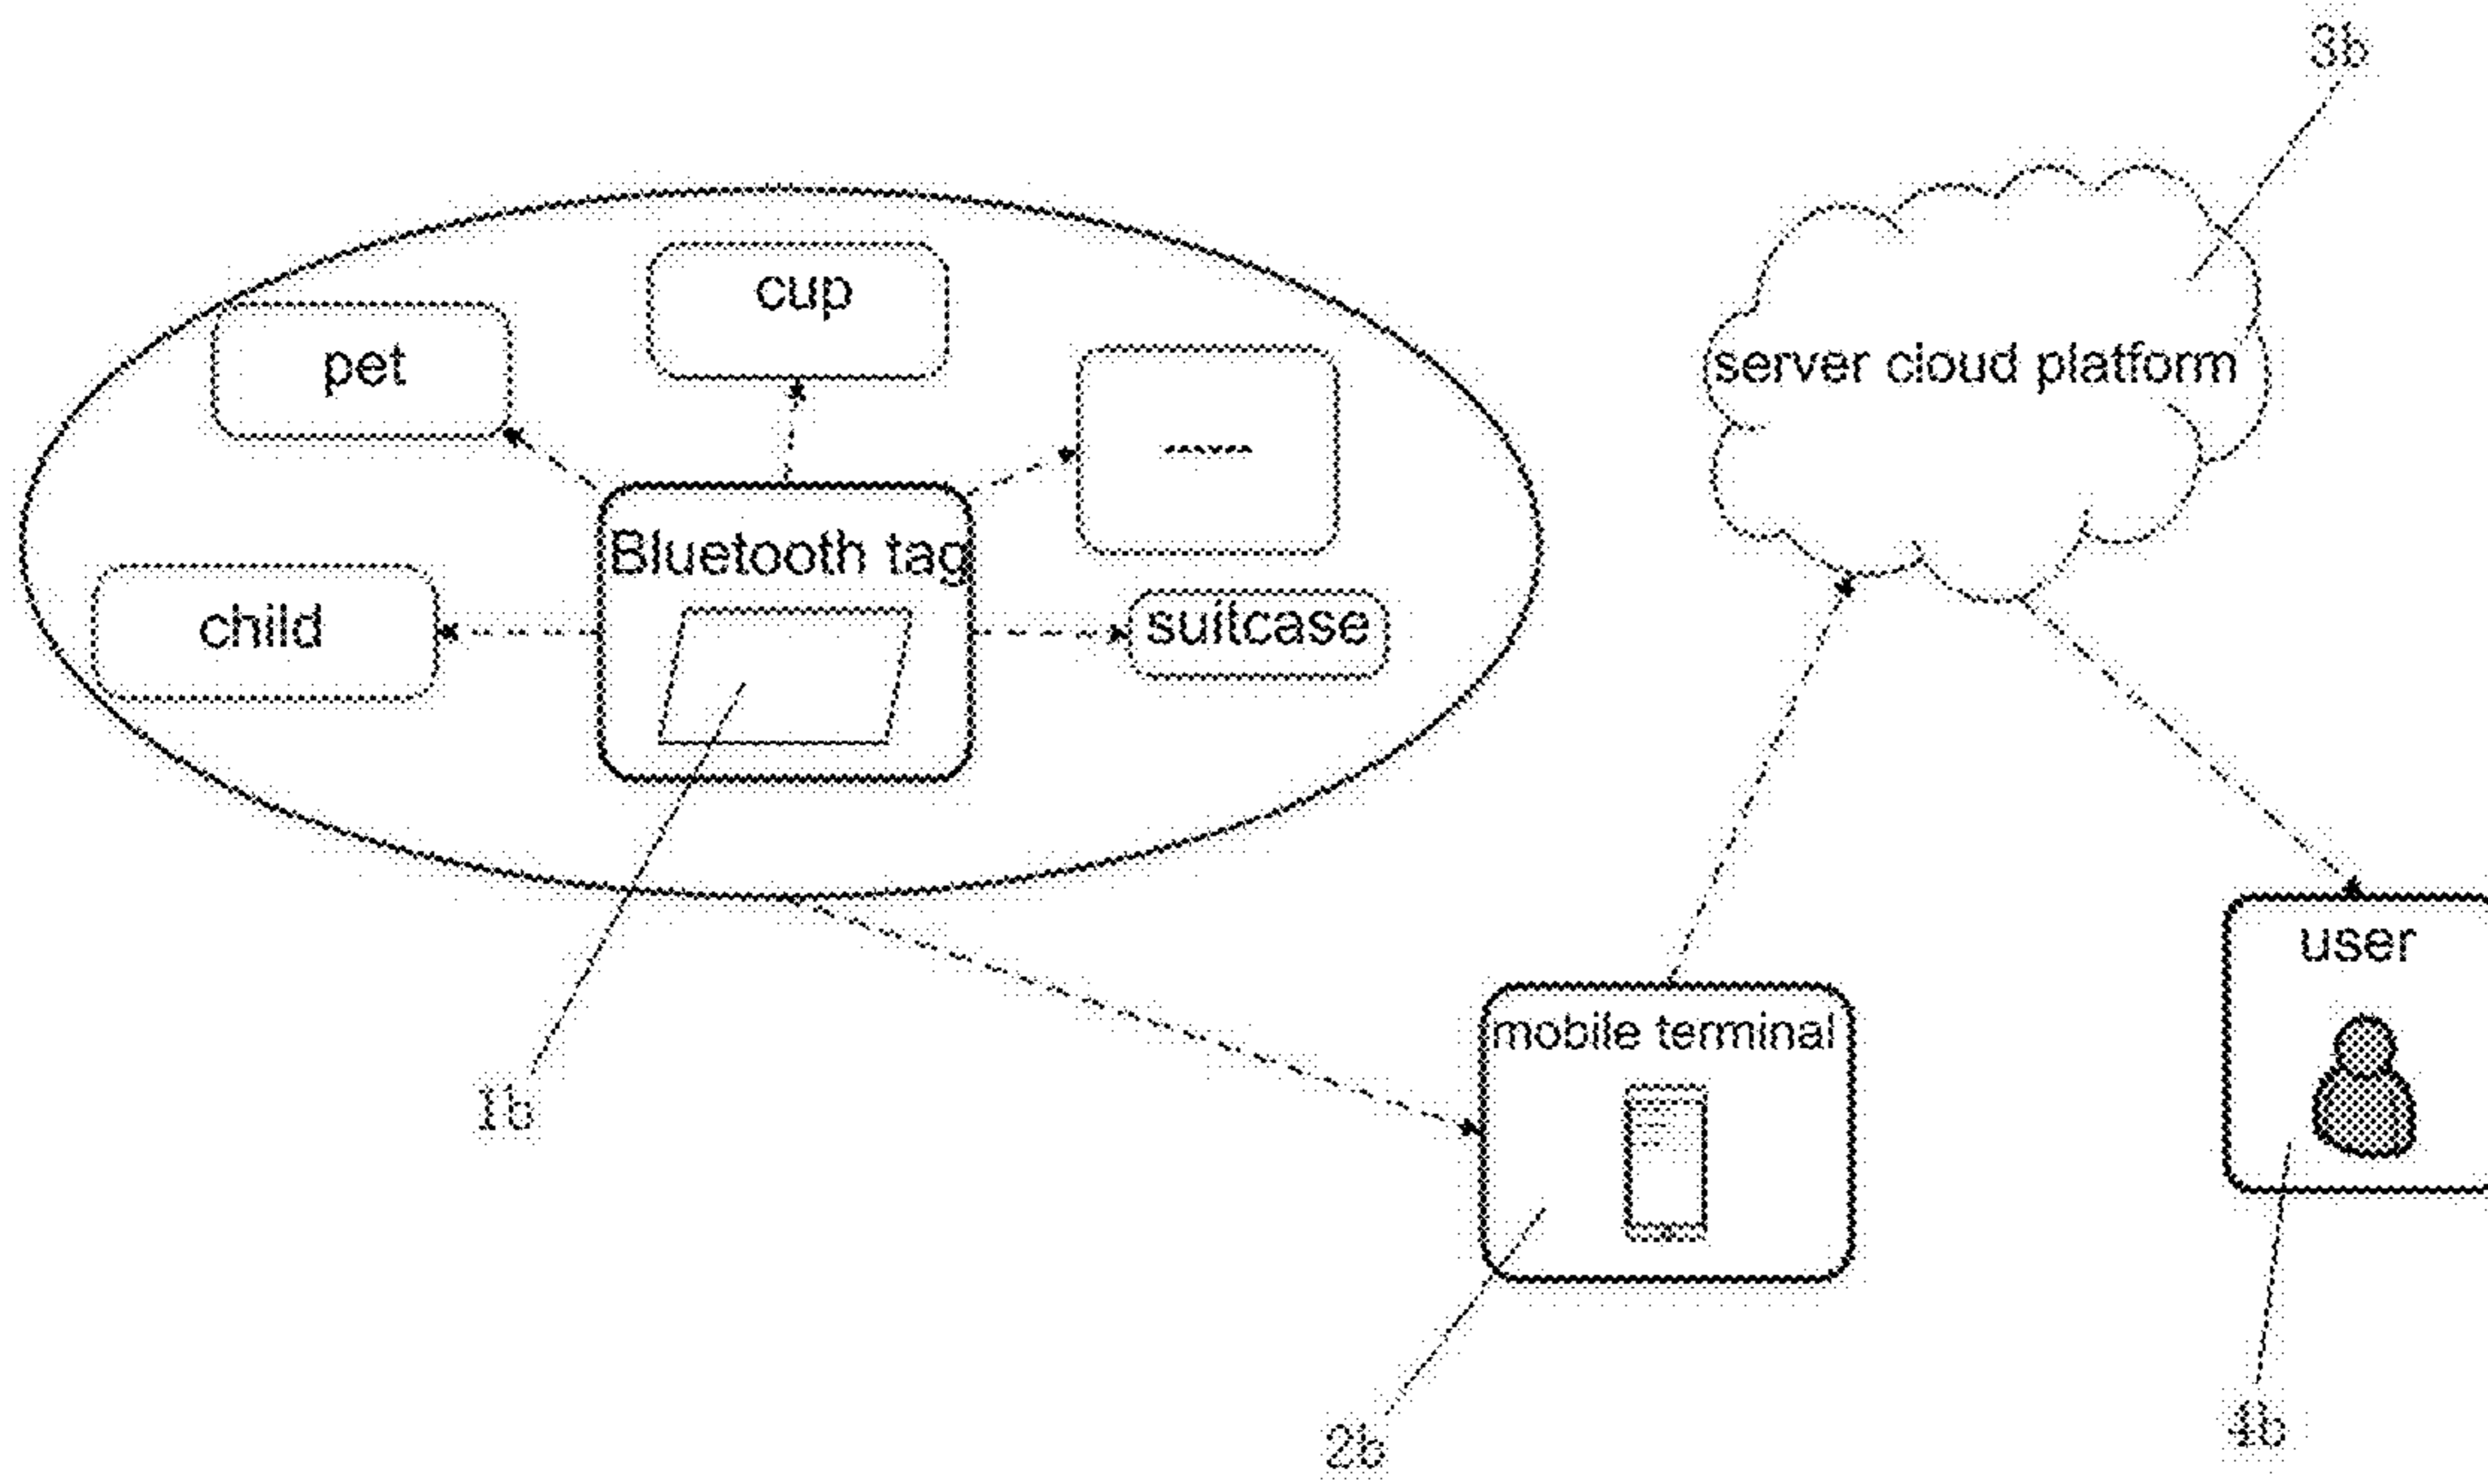 3b
cup
pet
server cloud platform
------
Bluetooth tag
child
suitcase
user
mobile terminal
1b
2b
4b